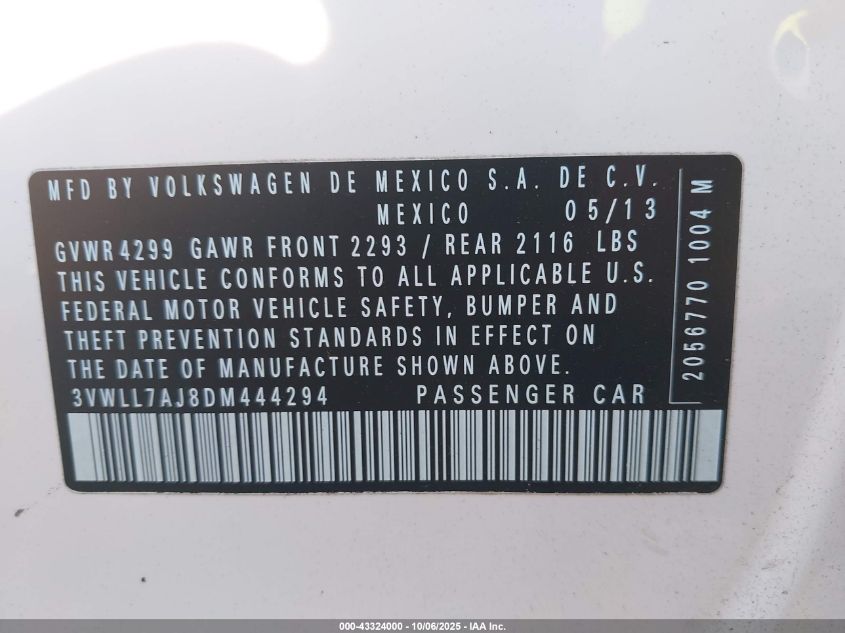 MFD BY VOLKSWAGEN DE MEXICO S.A. DE C.V.
MEXICO 05/13
GVWR 4299 GAWR FRONT 2293 / REAR 2116 LBS
THIS VEHICLE CONFORMS TO ALL APPLICABLE U.S.
FEDERAL MOTOR VEHICLE SAFETY, BUMPER AND
THEFT PREVENTION STANDARDS IN EFFECT ON
THE DATE OF MANUFACTURE SHOWN ABOVE.
3VWLL7AJ8DM444294 PASSENGER CAR
2056770 1004 M
000-43324000 - 10/06/2025 - IAA Inc.